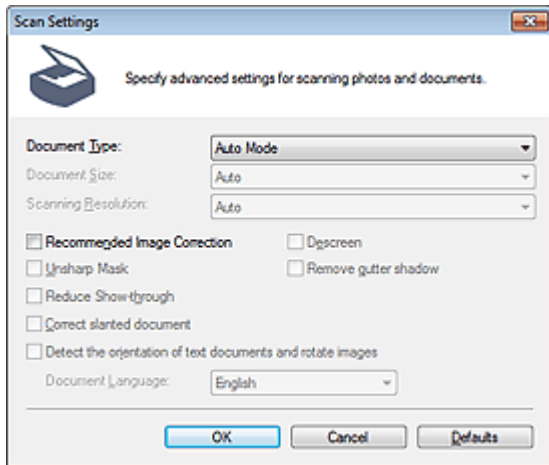 Scan Settings
Specify advanced settings for scanning photos and documents.
Document Type: Auto Mode
Document Size: Auto
Scanning Resolution: Auto
Recommended Image Correction Descreen
Unsharp Mask Remove gutter shadow
Reduce Show-through
Correct slanted document
Detect the orientation of text documents and rotate images
Document Language: English
OK Cancel Defaults